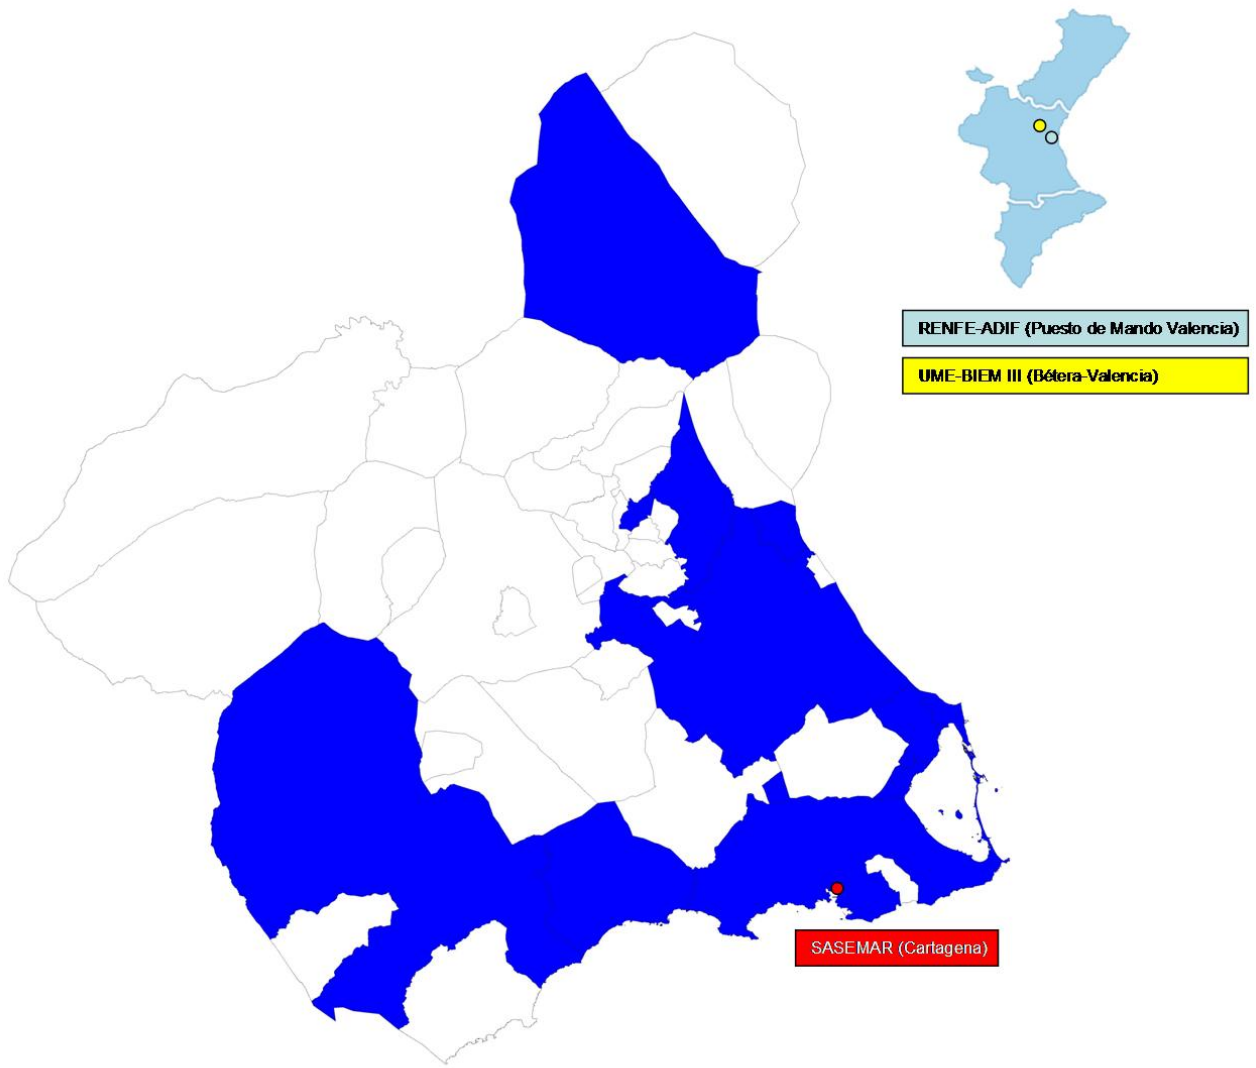 RENFE-ADIF (Puesto de Mando Valencia)
UME-BIEM III (Bétera-Valencia)
SASEMAR (Cartagena)